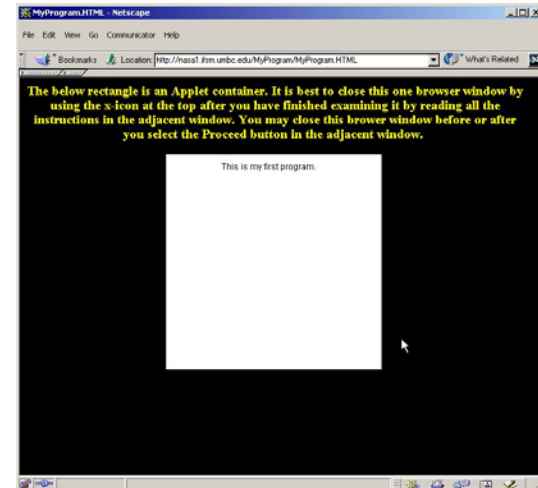 MyProgram.HTML - Netscape
File Edit View Go Communicator Help
Bookmarks Location: http://nasa1.ifsm.umbc.edu/MyProgram/MyProgram.HTML What's Related
The below rectangle is an Applet container. It is best to close this one browser window by
using the x-icon at the top after you have finished examining it by reading all the
instructions in the adjacent window. You may close this brower window before or after
you select the Proceed button in the adjacent window.
This is my first program.